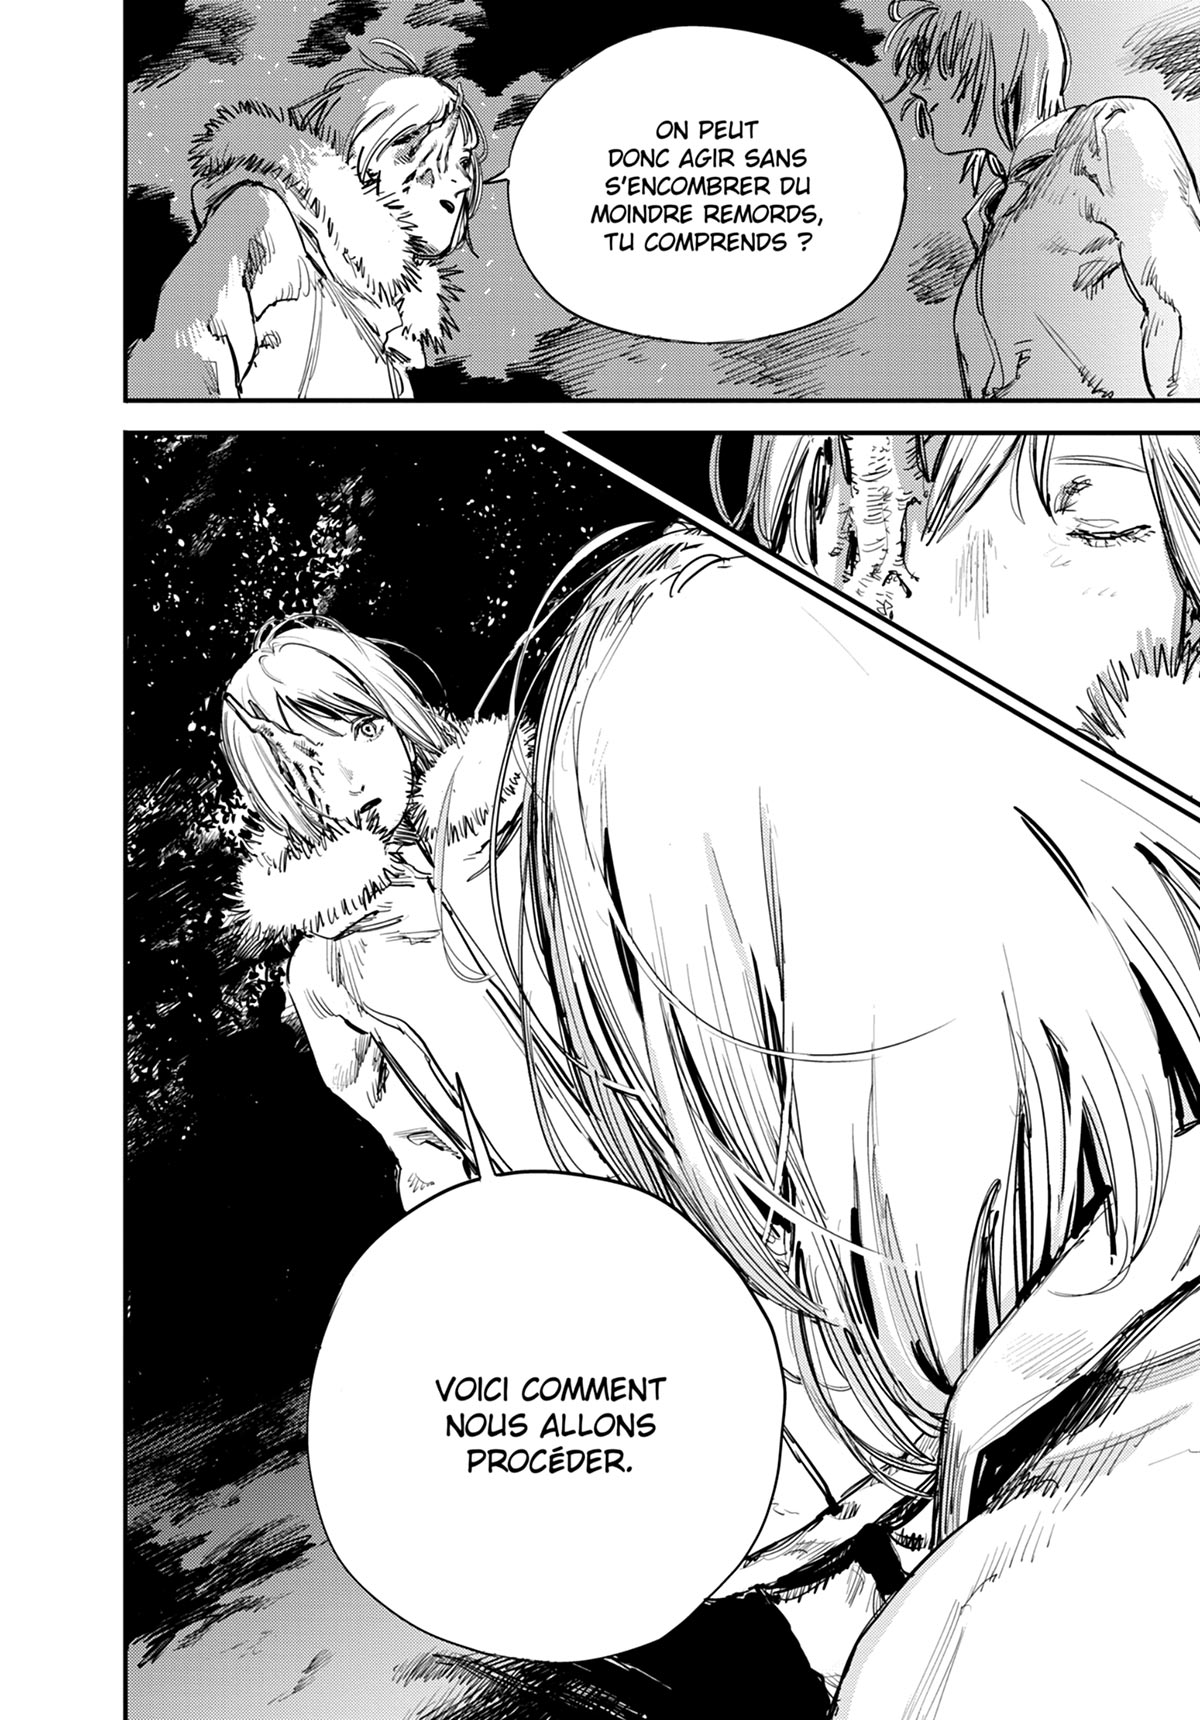 ON PEUT
DONC AGIR SANS
S'ENCOMBRER DU
MOINDRE REMORDS,
TU COMPRENDS ?
VOICI COMMENT
NOUS ALLONS
PROCÉDER.